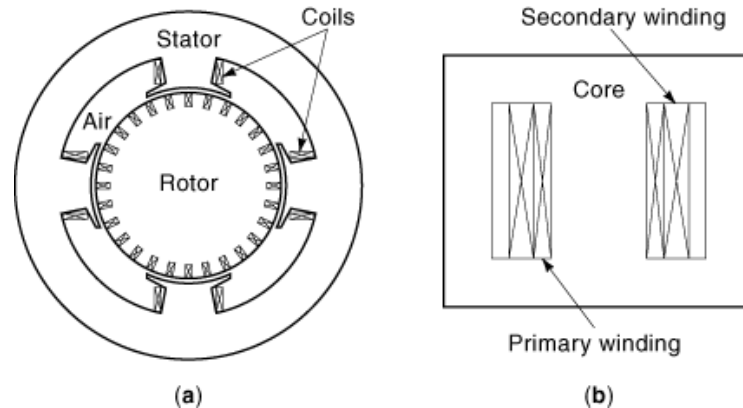 Coils
Stator
Air
Rotor
(a)
Secondary winding
Core
Primary winding
(b)